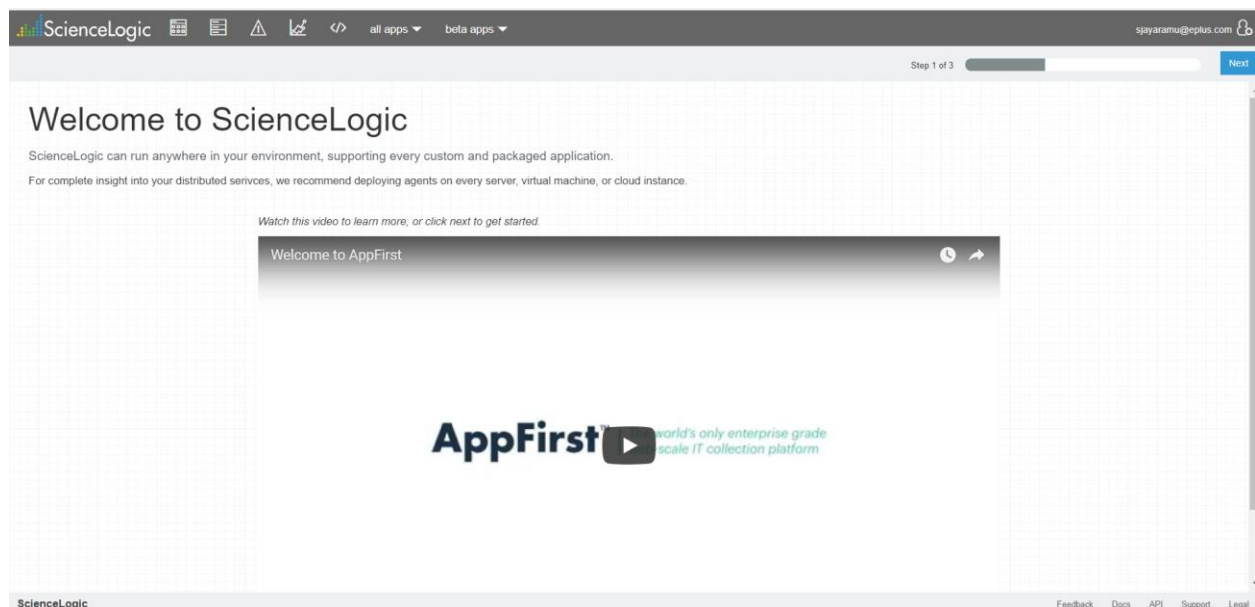 ScienceLogic all apps beta apps sjayaramu@eplus.com
Step 1 of 3 Next
Welcome to ScienceLogic
ScienceLogic can run anywhere in your environment, supporting every custom and packaged application.
For complete insight into your distributed serivces, we recommend deploying agents on every server, virtual machine, or cloud instance.
Watch this video to learn more, or click next to get started.
Welcome to AppFirst
AppFirst™ world's only enterprise grade
scale IT collection platform
ScienceLogic Feedback Docs API Support Legal